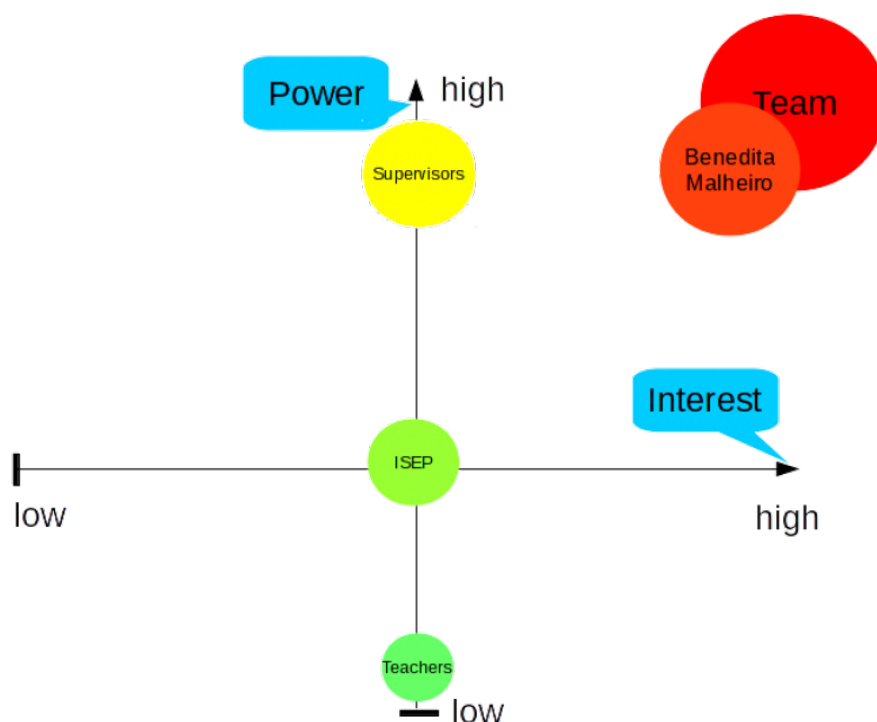 Power
high
Team
Supervisors
Benedita
Malheiro
Interest
ISEP
low
high
Teachers
low